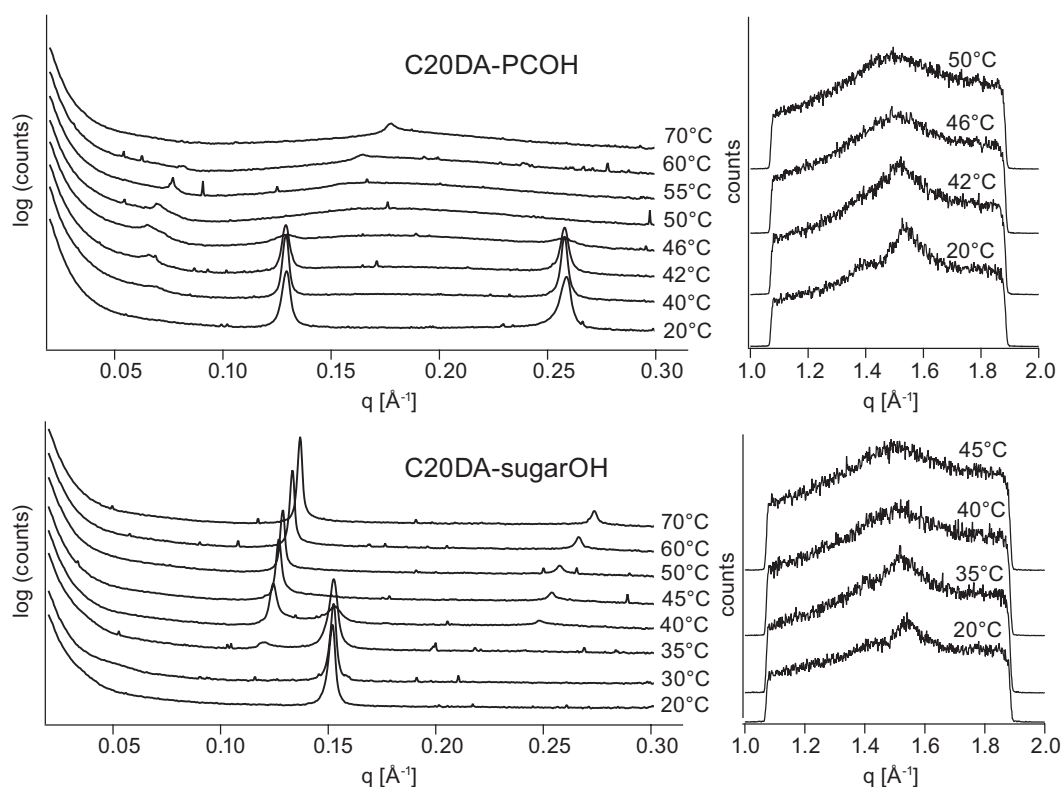 C20DA-PCOH
log (counts)
70°C
60°C
55°C
50°C
46°C
42°C
40°C
20°C
0.05 0.10 0.15 0.20 0.25 0.30
q [Å⁻¹]
counts
50°C
46°C
42°C
20°C
1.0 1.2 1.4 1.6 1.8 2.0
q [Å⁻¹]
C20DA-sugarOH
log (counts)
70°C
60°C
50°C
45°C
40°C
35°C
30°C
20°C
0.05 0.10 0.15 0.20 0.25 0.30
q [Å⁻¹]
counts
45°C
40°C
35°C
20°C
1.0 1.2 1.4 1.6 1.8 2.0
q [Å⁻¹]